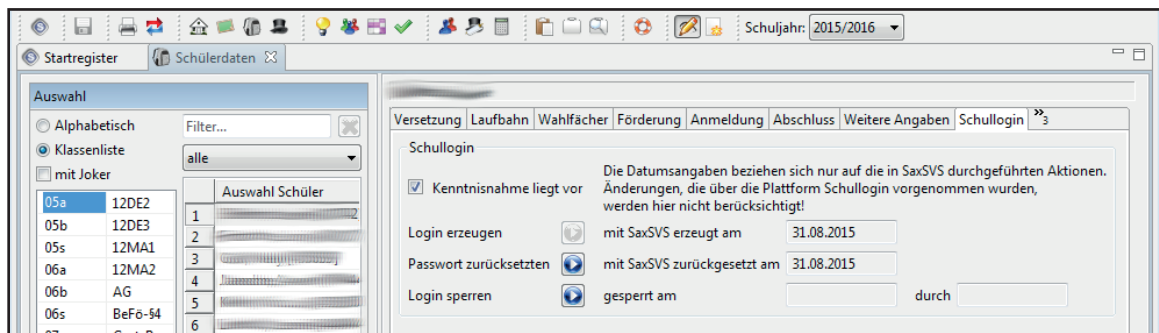 Schuljahr: 2015/2016
Startregister
Schülerdaten
Auswahl
Alphabetisch
Filter...
Klassenliste
alle
mit Joker
05a 12DE2
05b 12DE3
05s 12MA1
06a 12MA2
06b AG
06s BeFö-§4
Auswahl Schüler
1
2
3
4
5
6
Versetzung Laufbahn Wahlfächer Förderung Anmeldung Abschluss Weitere Angaben Schullogin »3
Schullogin
Kenntnisnahme liegt vor
Die Datumsangaben beziehen sich nur auf die in SaxSVS durchgeführten Aktionen.
Änderungen, die über die Plattform Schullogin vorgenommen wurden,
werden hier nicht berücksichtigt!
Login erzeugen mit SaxSVS erzeugt am 31.08.2015
Passwort zurücksetzten mit SaxSVS zurückgesetzt am 31.08.2015
Login sperren gesperrt am durch